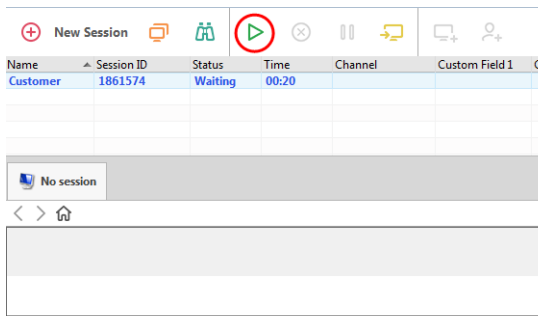 New Session
Name Session ID Status Time Channel Custom Field 1
Customer 1861574 Waiting 00:20
No session